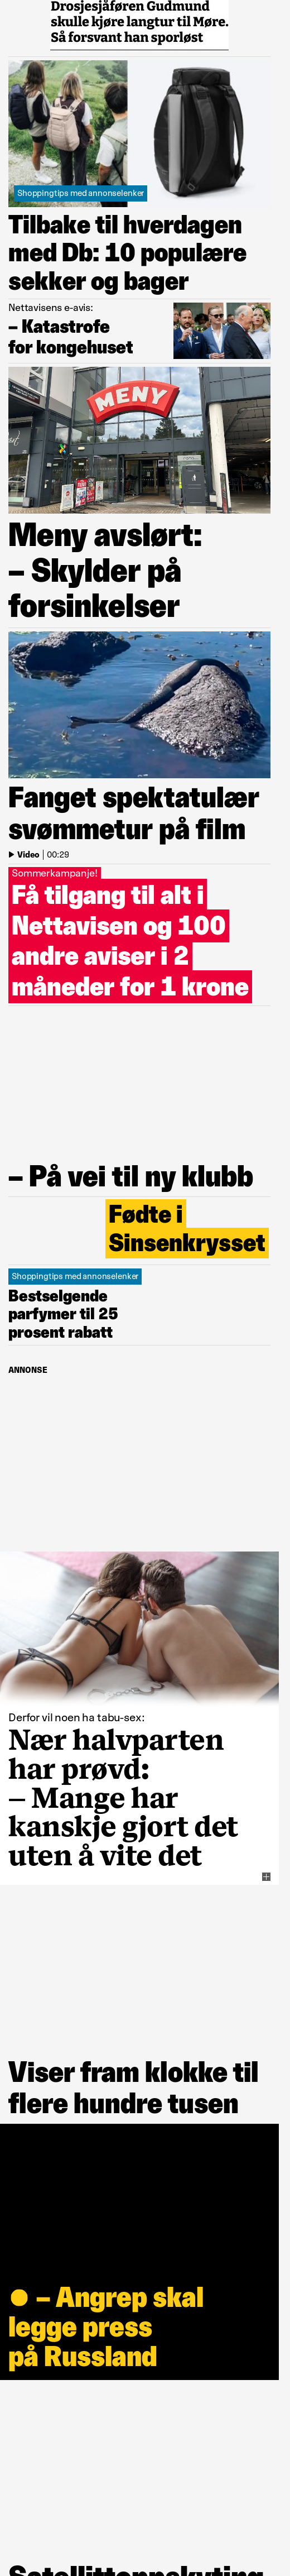 Drosjesjåføren Gudmund
skulle kjøre langtur til Møre.
Så forsvant han sporløst
Shoppingtips med annonselenker
Tilbake til hverdagen
med Db: 10 populære
sekker og bager
Nettavisens e-avis:
– Katastrofe
for kongehuset
MENY
Meny avslørt:
– Skylder på
forsinkelser
Fanget spektatulær
svømmetur på film
Video | 00:29
Sommerkampanje!
Få tilgang til alt i
Nettavisen og 100
andre aviser i 2
måneder for 1 krone
– På vei til ny klubb
Fødte i
Sinsenkrysset
Shoppingtips med annonselenker
Bestselgende
parfymer til 25
prosent rabatt
ANNONSE
Derfor vil noen ha tabu-sex:
Nær halvparten
har prøvd:
– Mange har
kanskje gjort det
uten å vite det
Viser fram klokke til
flere hundre tusen
– Angrep skal
legge press
på Russland